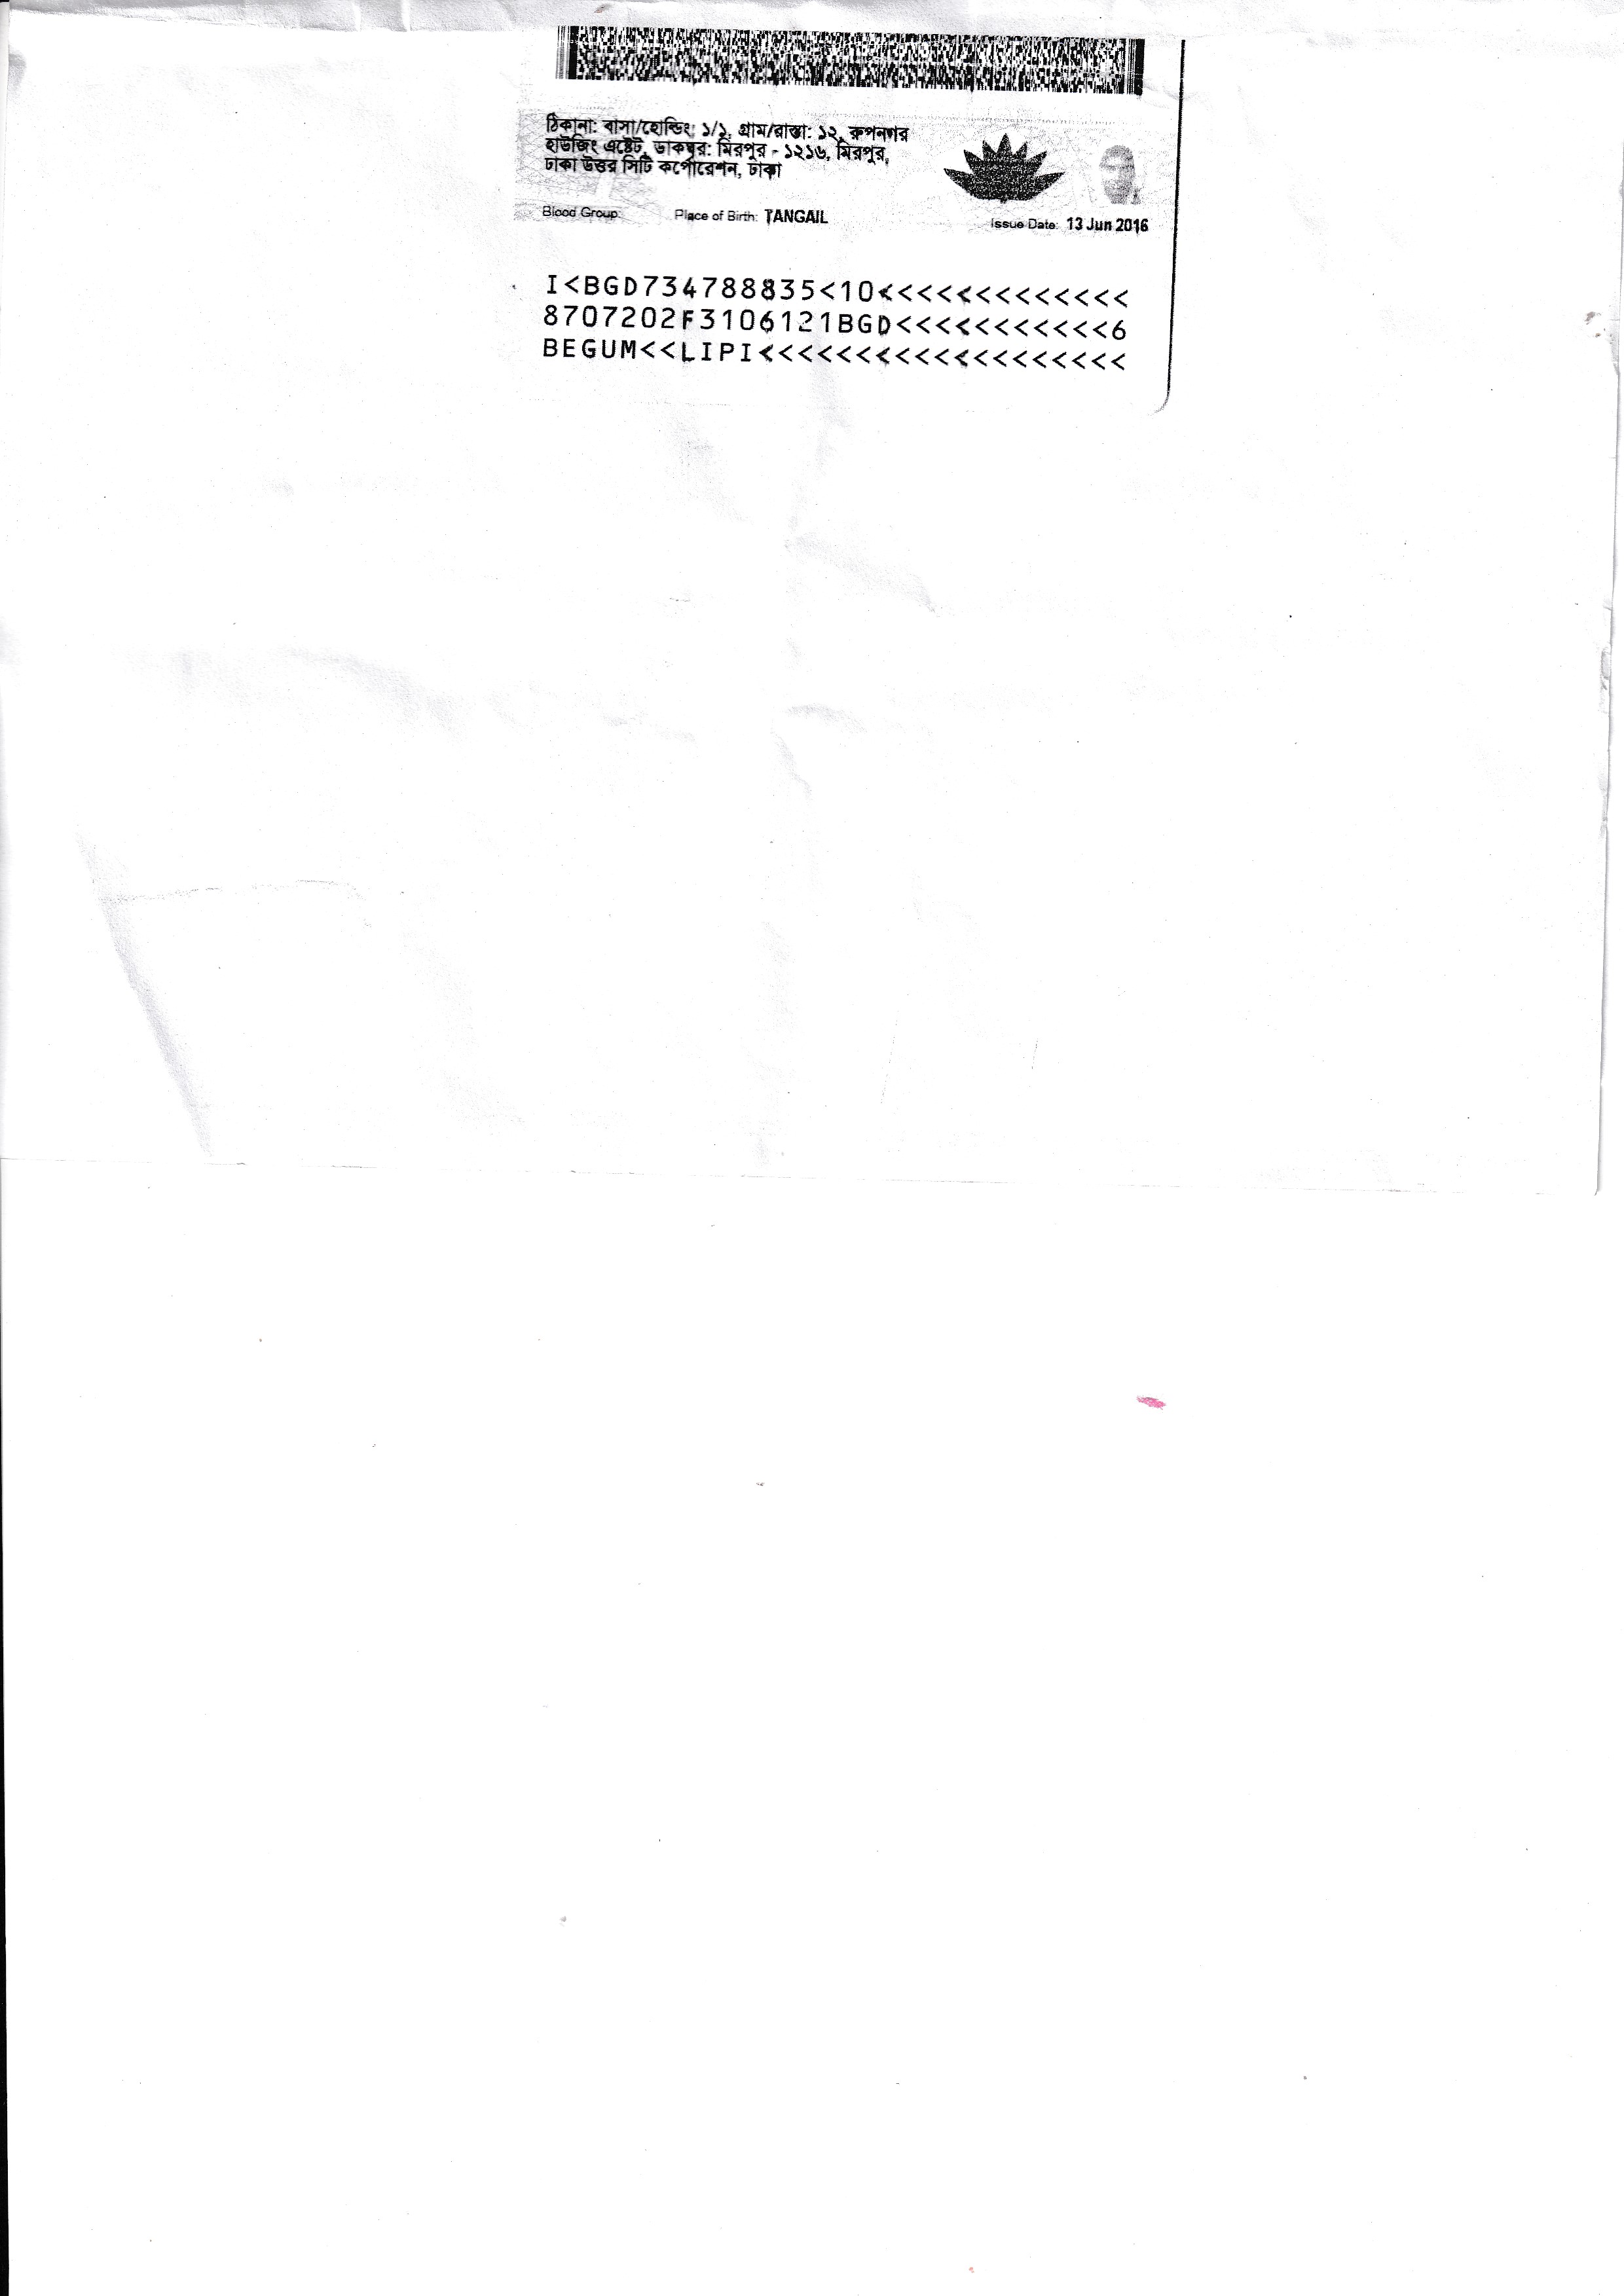 ঠিকানা: বাসা/হোল্ডিং: ১/১, গ্রাম/রাস্তা: ১২, রুপনগর
হাউজিং এষ্টেট, ডাকঘর: মিরপুর - ১২১৬, মিরপুর,
ঢাকা উত্তর সিটি কর্পোরেশন, ঢাকা
Blood Group: Place of Birth: TANGAIL Issue Date: 13 Jun 2016
I<BGD734788835<10<<<<<<<<<<<<<
8707202F3106121BGD<<<<<<<<<<<6
BEGUM<<LIPI<<<<<<<<<<<<<<<<<<<